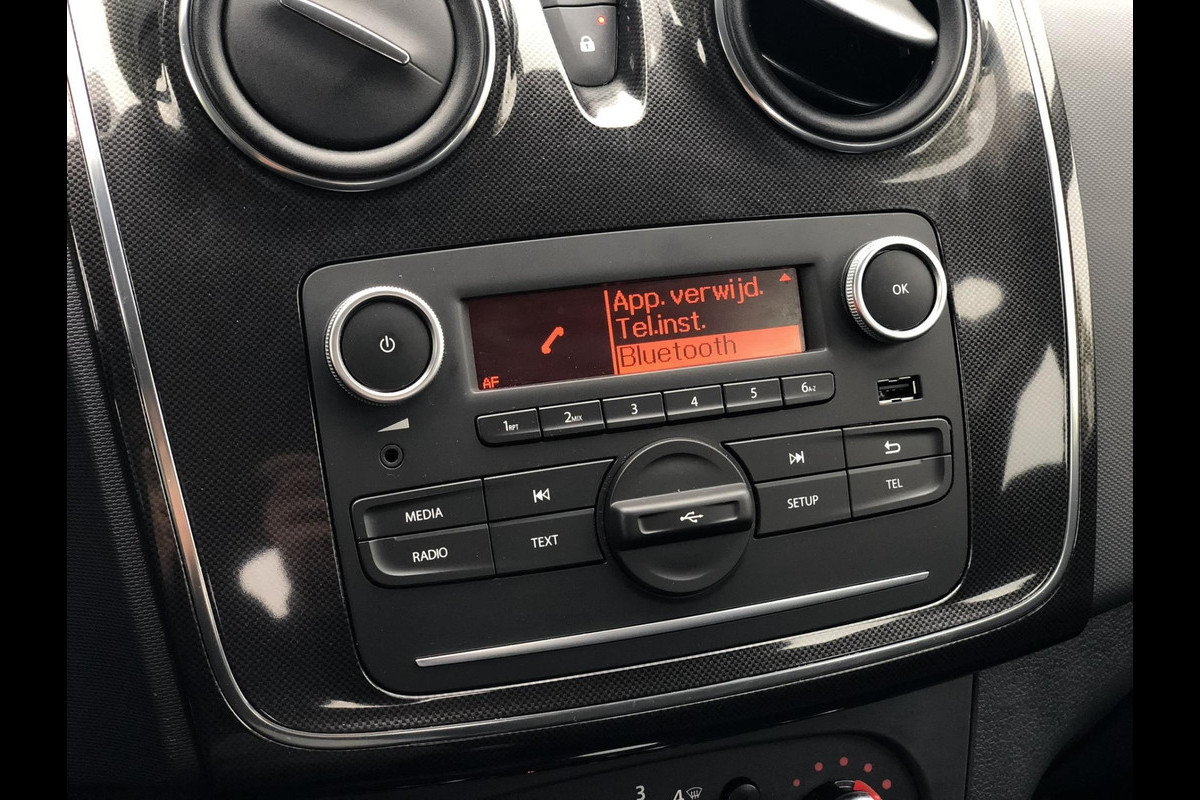 App. verwijd.
Tel.inst.
Bluetooth
AF
OK
1RPT 2MIX 3 4 5 6A-Z
MEDIA
RADIO
TEXT
SETUP
TEL
3 4